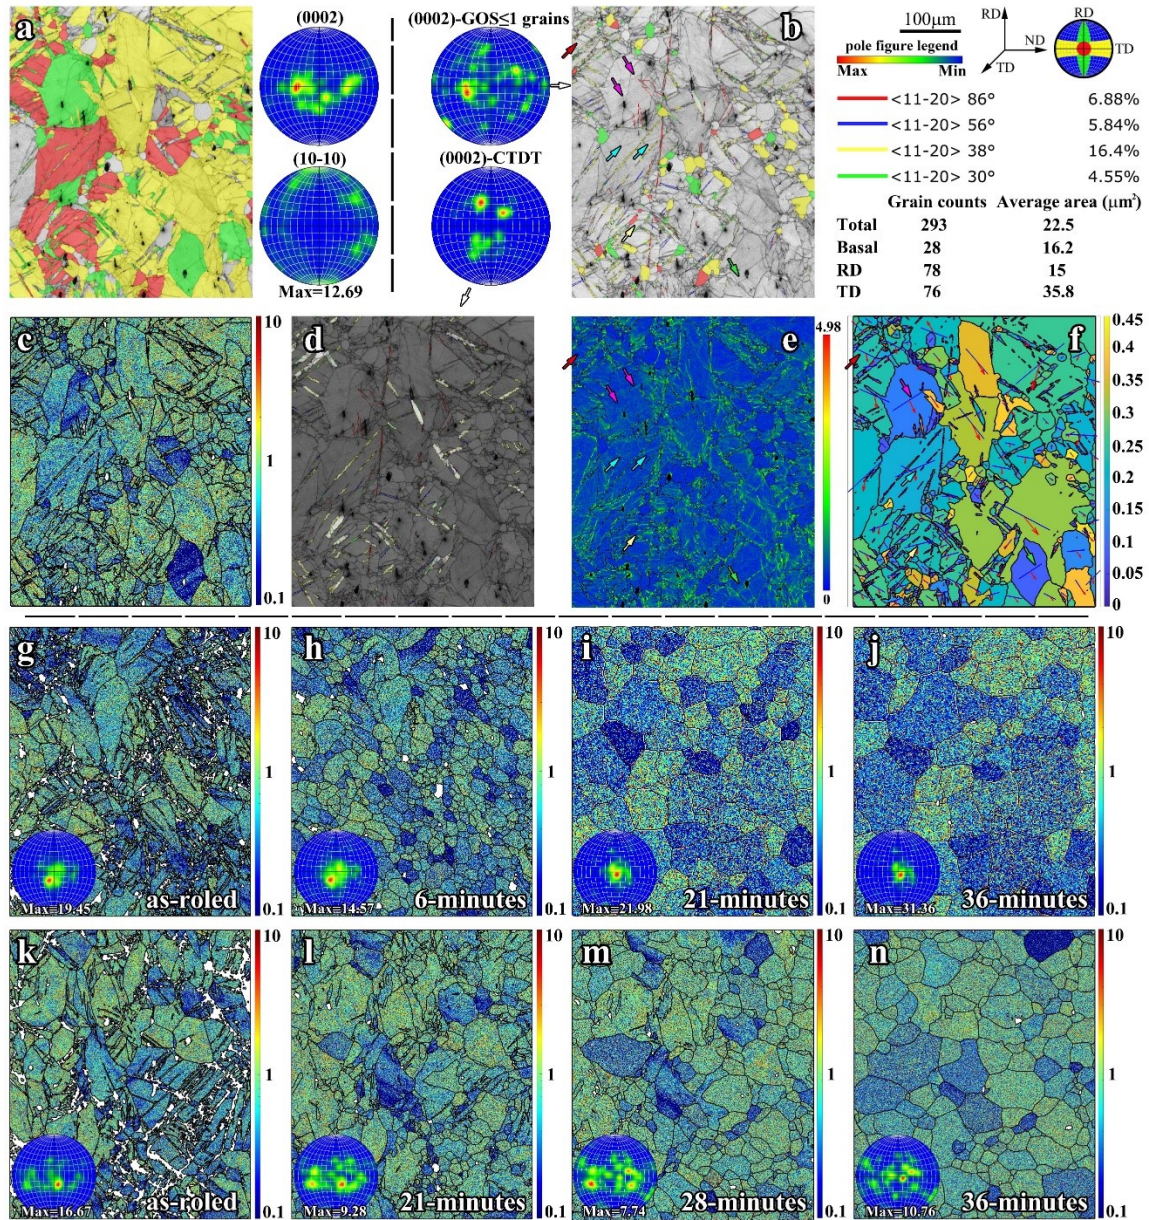 a
(0002)
(0002)-GOS≤1 grains
(10-10)
(0002)-CTDT
Max=12.69
b
100μm
pole figure legend
Max Min
RD
ND
TD
RD
TD
<11-20> 86° 6.88%
<11-20> 56° 5.84%
<11-20> 38° 16.4%
<11-20> 30° 4.55%
Grain counts Average area (μm²)
Total 293 22.5
Basal 28 16.2
RD 78 15
TD 76 35.8
c
10
1
0.1
d
e
4.98
0
f
0.45
0.4
0.35
0.3
0.25
0.2
0.15
0.1
0.05
0
g
Max=19.45
as-roled
10
1
0.1
h
Max=14.57
6-minutes
10
1
0.1
i
Max=21.98
21-minutes
10
1
0.1
j
Max=31.36
36-minutes
10
1
0.1
k
Max=16.67
as-roled
10
1
0.1
l
Max=9.28
21-minutes
10
1
0.1
m
Max=7.74
28-minutes
10
1
0.1
n
Max=10.76
36-minutes
10
1
0.1